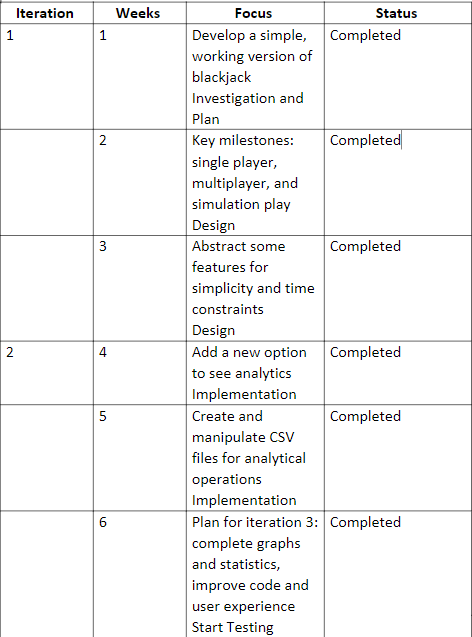 Iteration Weeks Focus Status
1 1 Develop a simple, Completed
working version of
blackjack
Investigation and
Plan
2 Key milestones: Completed
single player,
multiplayer, and
simulation play
Design
3 Abstract some Completed
features for
simplicity and time
constraints
Design
2 4 Add a new option Completed
to see analytics
Implementation
5 Create and Completed
manipulate CSV
files for analytical
operations
Implementation
6 Plan for iteration 3: Completed
complete graphs
and statistics,
improve code and
user experience
Start Testing